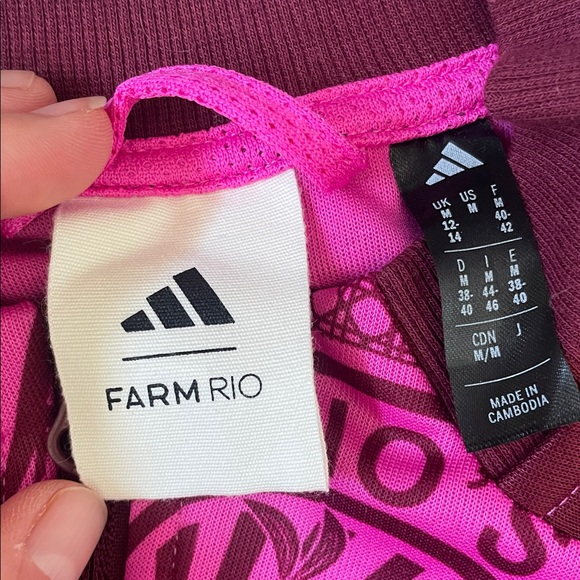 FARM RIO
UK US F
M M M
12- 40-
14 42
D I E
M M M
38- 44- 38-
40 46 40
CDN J
M/M
MADE IN
CAMBODIA